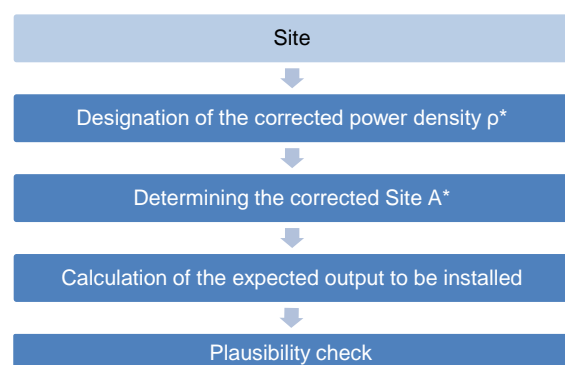 Site
Designation of the corrected power density ρ*
Determining the corrected Site A*
Calculation of the expected output to be installed
Plausibility check